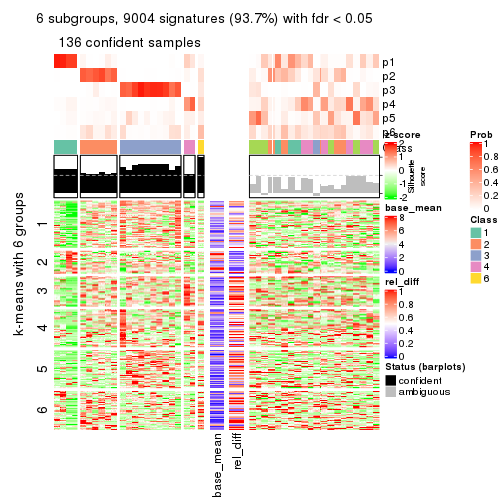 6 subgroups, 9004 signatures (93.7%) with fdr < 0.05
136 confident samples
p1
p2
p3
p4
p5
p6
Class
z-score
2
1
0
-1
-2
Silhouette
score
Prob
1
0.8
0.6
0.4
0.2
0
base_mean
8
6
4
2
0
Class
1
2
3
4
6
rel_diff
1
0.8
0.6
0.4
0.2
0
Status (barplots)
confident
ambiguous
k-means with 6 groups
1
2
3
4
5
6
base_mean
rel_diff